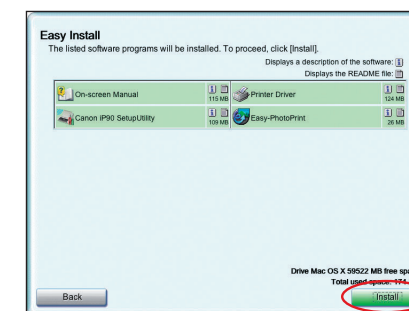 Easy Install
The listed software programs will be installed. To proceed, click [Install].
Displays a description of the software:
Displays the README file:
On-screen Manual 115 MB Printer Driver 124 MB
Canon iP90 SetupUtility 109 MB Easy-PhotoPrint 26 MB
Drive Mac OS X 59522 MB free spa
Total used space: 174
Back Install